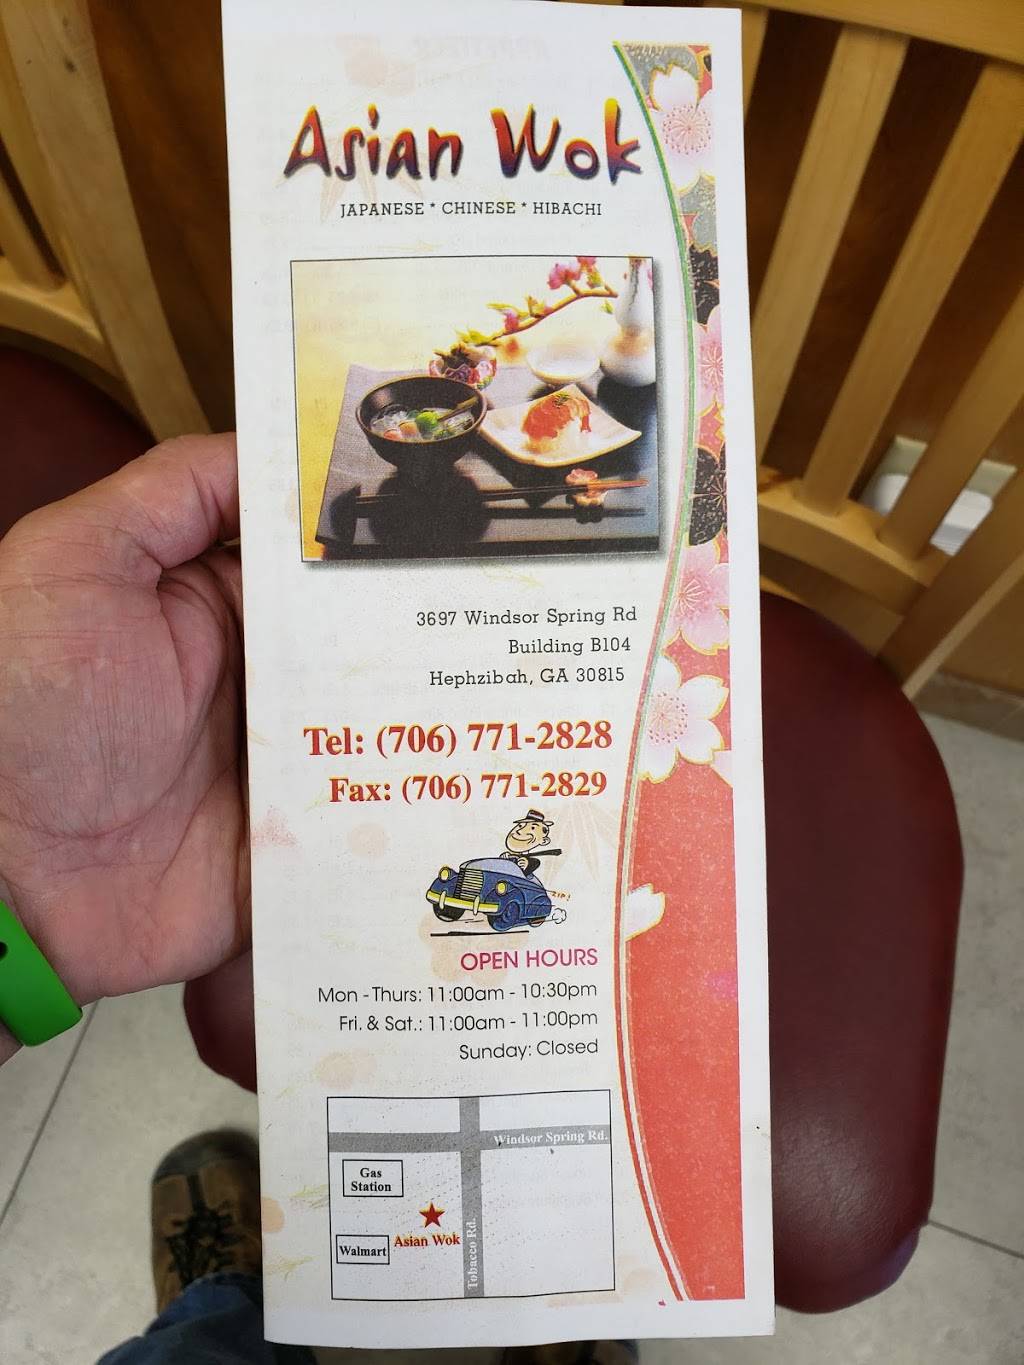 Asian Wok
JAPANESE * CHINESE * HIBACHI
3697 Windsor Spring Rd
Building B104
Hephzibah, GA 30815
Tel: (706) 771-2828
Fax: (706) 771-2829
ZIP!
OPEN HOURS
Mon - Thurs: 11:00am - 10:30pm
Fri. & Sat.: 11:00am - 11:00pm
Sunday: Closed
Windsor Spring Rd.
Gas
Station
Asian Wok
Walmart
Tobacco Rd.